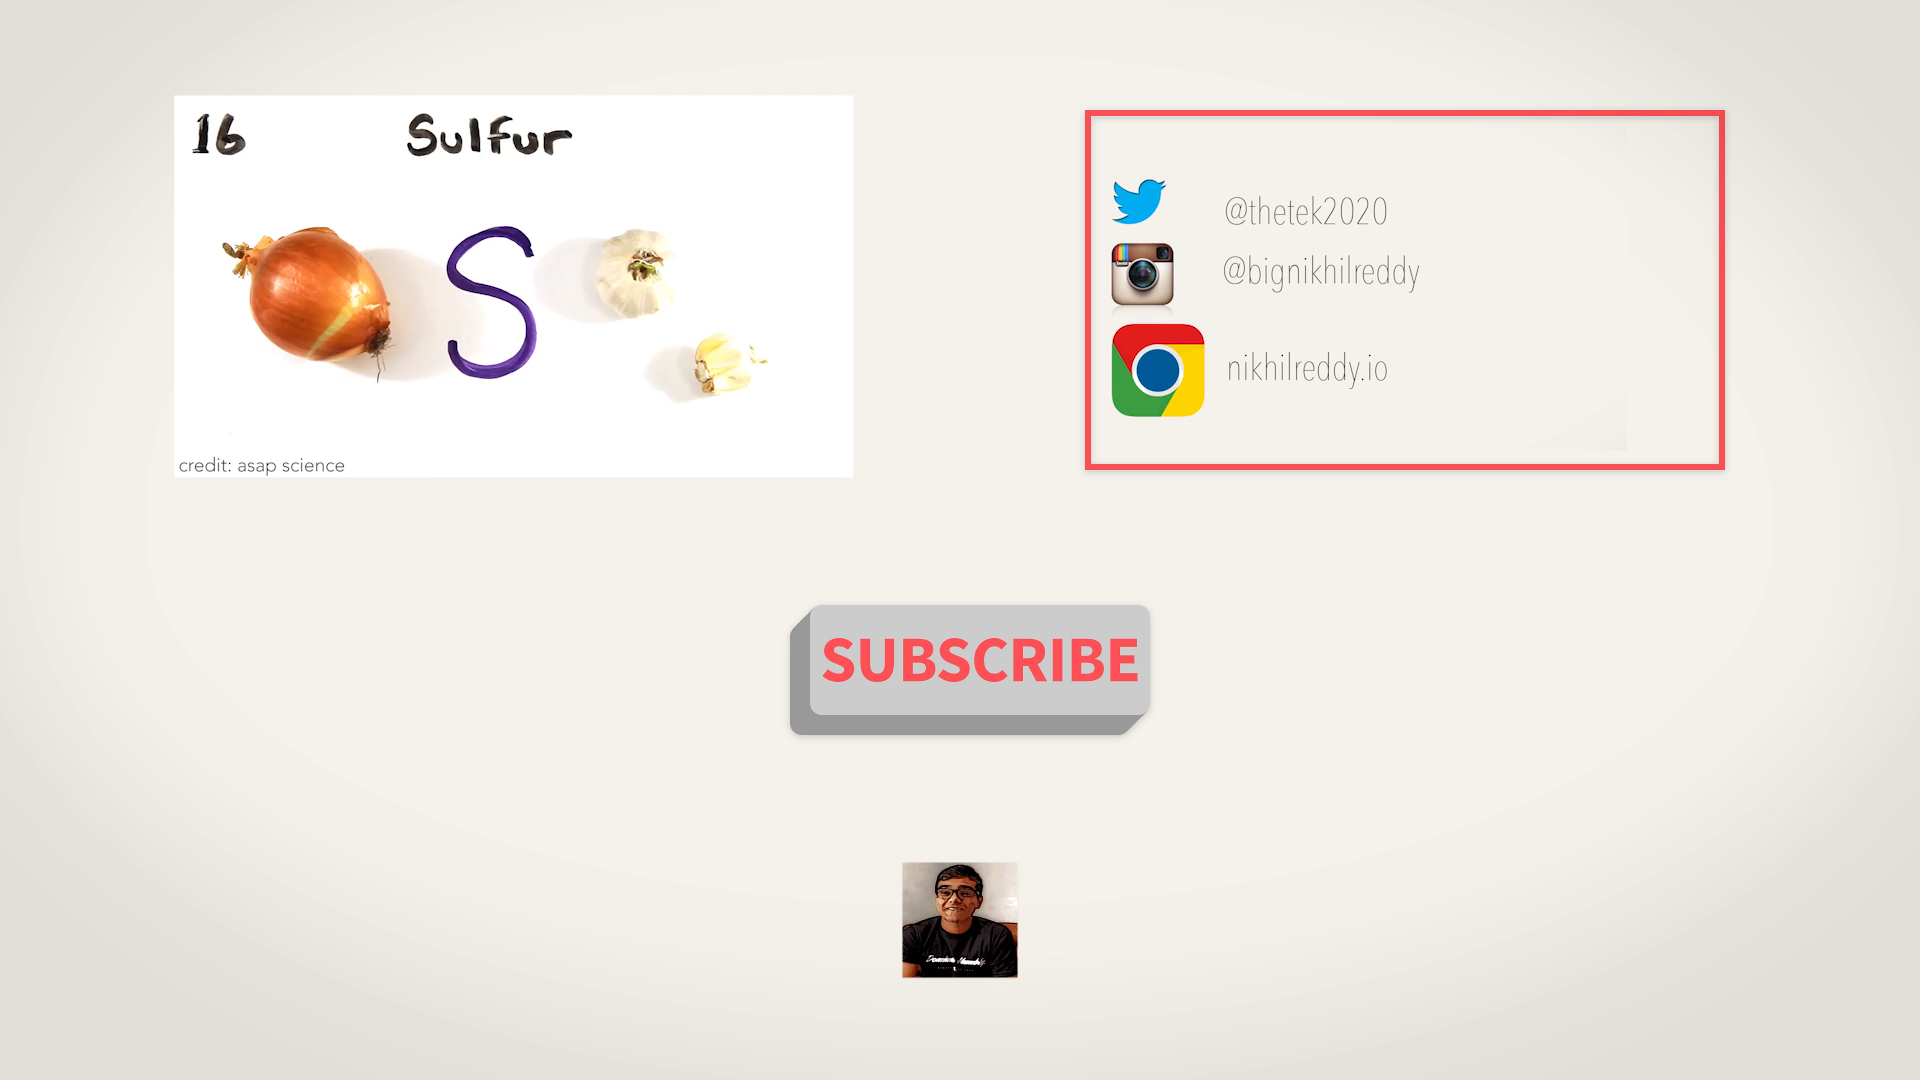 16 Sulfur
S
credit: asap science
@thetek2020
@bignikhilreddy
nikhilreddy.io
SUBSCRIBE